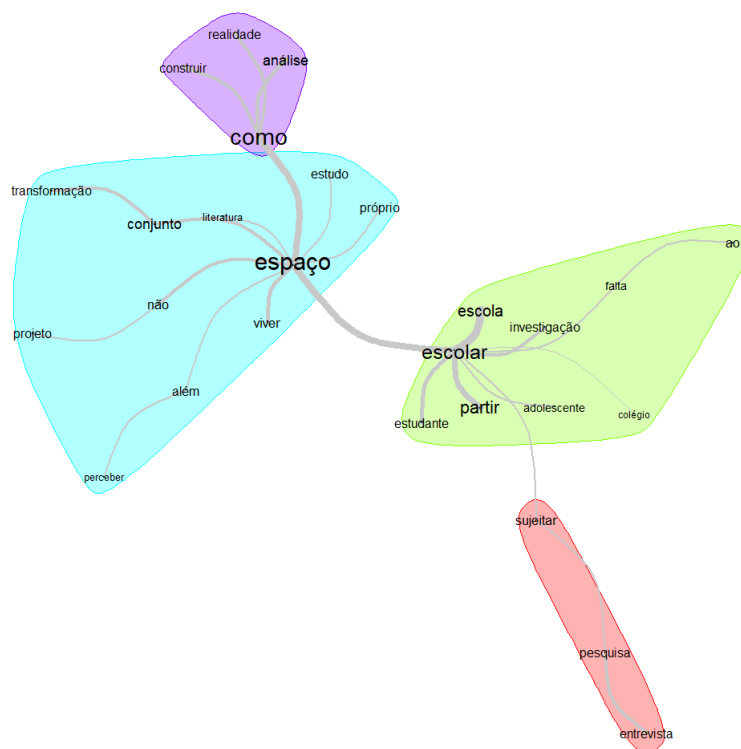 realidade
análise
construir
como
estudo
transformação
próprio
literatura
conjunto
espaço
não
viver
projeto
além
perceber
ao
falta
escola
investigação
escolar
partir
adolescente
colégio
estudante
sujeitar
pesquisa
entrevista